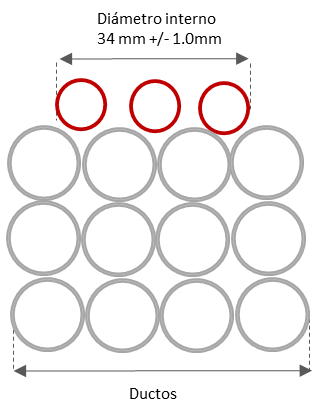 Diámetro interno
34 mm +/- 1.0mm
Ductos